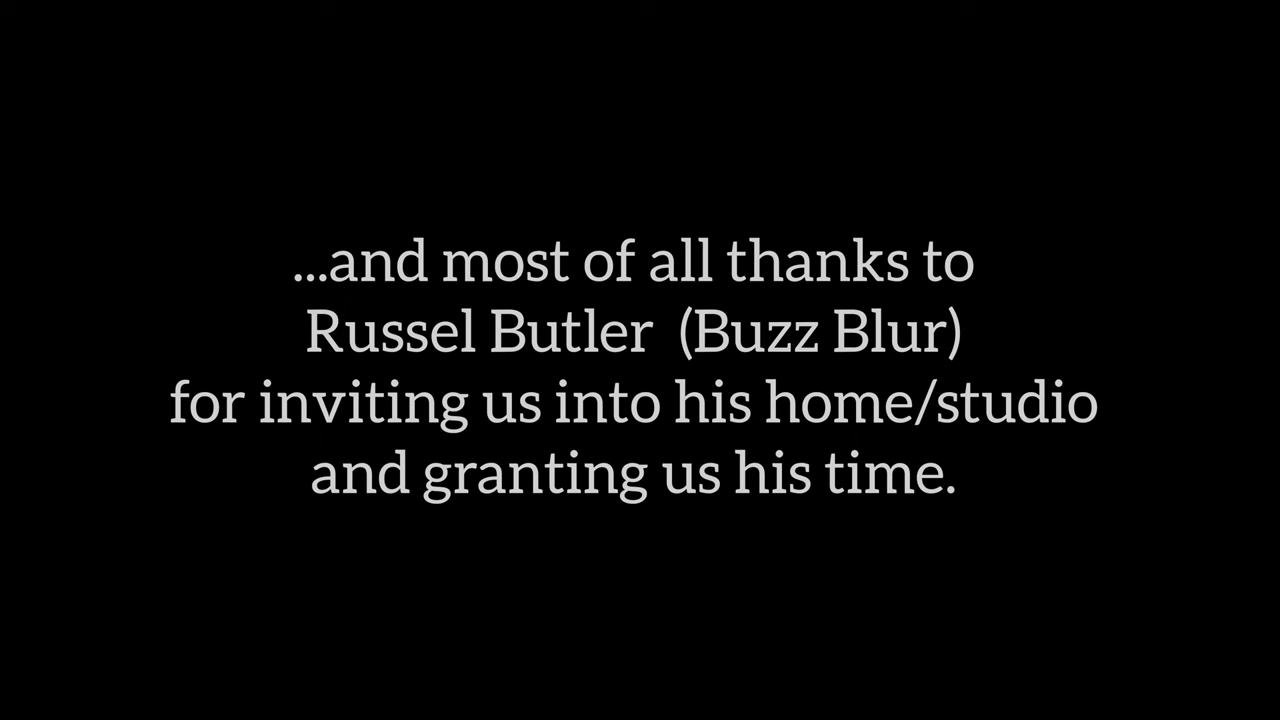 ...and most of all thanks to
Russel Butler (Buzz Blur)
for inviting us into his home/studio
and granting us his time.